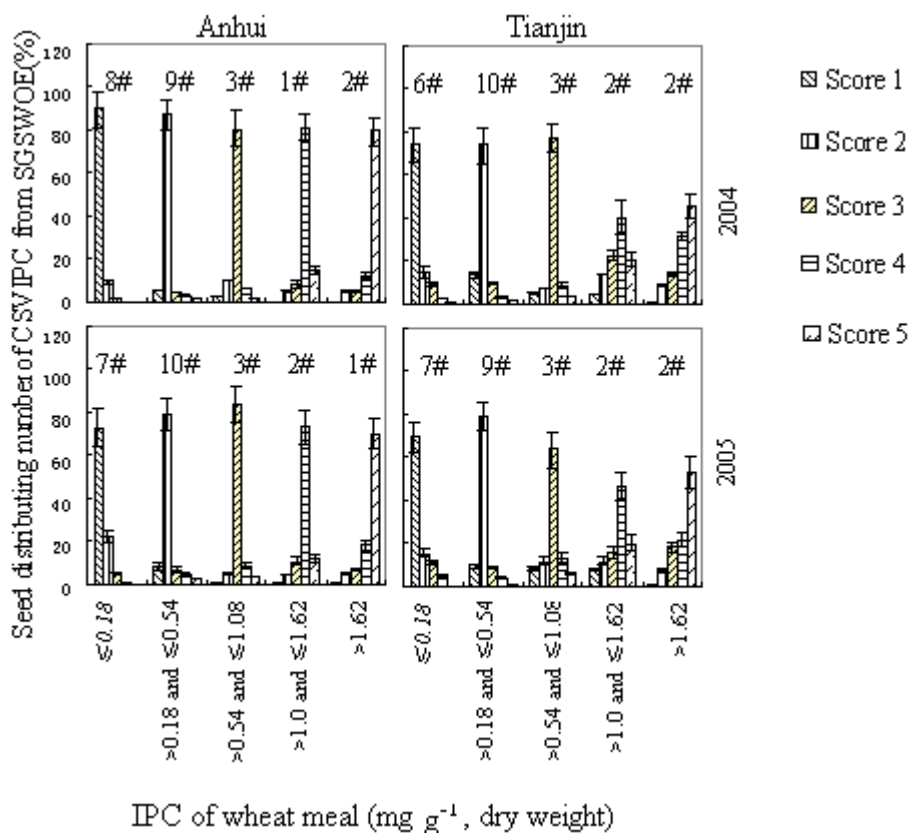 Anhui Tianjin
Seed distributing number of CSVIPC from SGSWOE(%)
120
100
80
60
40
20
0
8# 9# 3# 1# 2#
6# 10# 3# 2# 2#
2004
120
100
80
60
40
20
0
7# 10# 3# 2# 1#
7# 9# 3# 2# 2#
2005
≤0.18
>0.18 and ≤0.54
>0.54 and ≤1.08
>1.0 and ≤1.62
>1.62
≤0.18
>0.18 and ≤0.54
>0.54 and ≤1.08
>1.0 and ≤1.62
>1.62
IPC of wheat meal (mg g⁻¹, dry weight)
Score 1
Score 2
Score 3
Score 4
Score 5